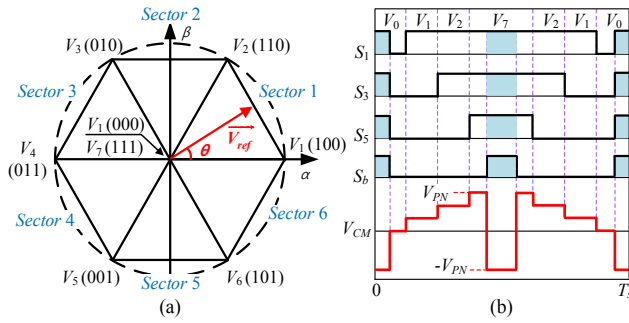 Sector 2
β
V3 (010)
V2 (110)
Sector 3
Sector 1
V1 (000)
V7 (111)
Vref
θ
V1 (100)
V4
(011)
α
Sector 4
Sector 6
V5 (001)
V6 (101)
Sector 5
(a)
V0 V1 V2 V7 V2 V1 V0
S1
S3
S5
Sb
VPN
VCM
-VPN
0
(b)